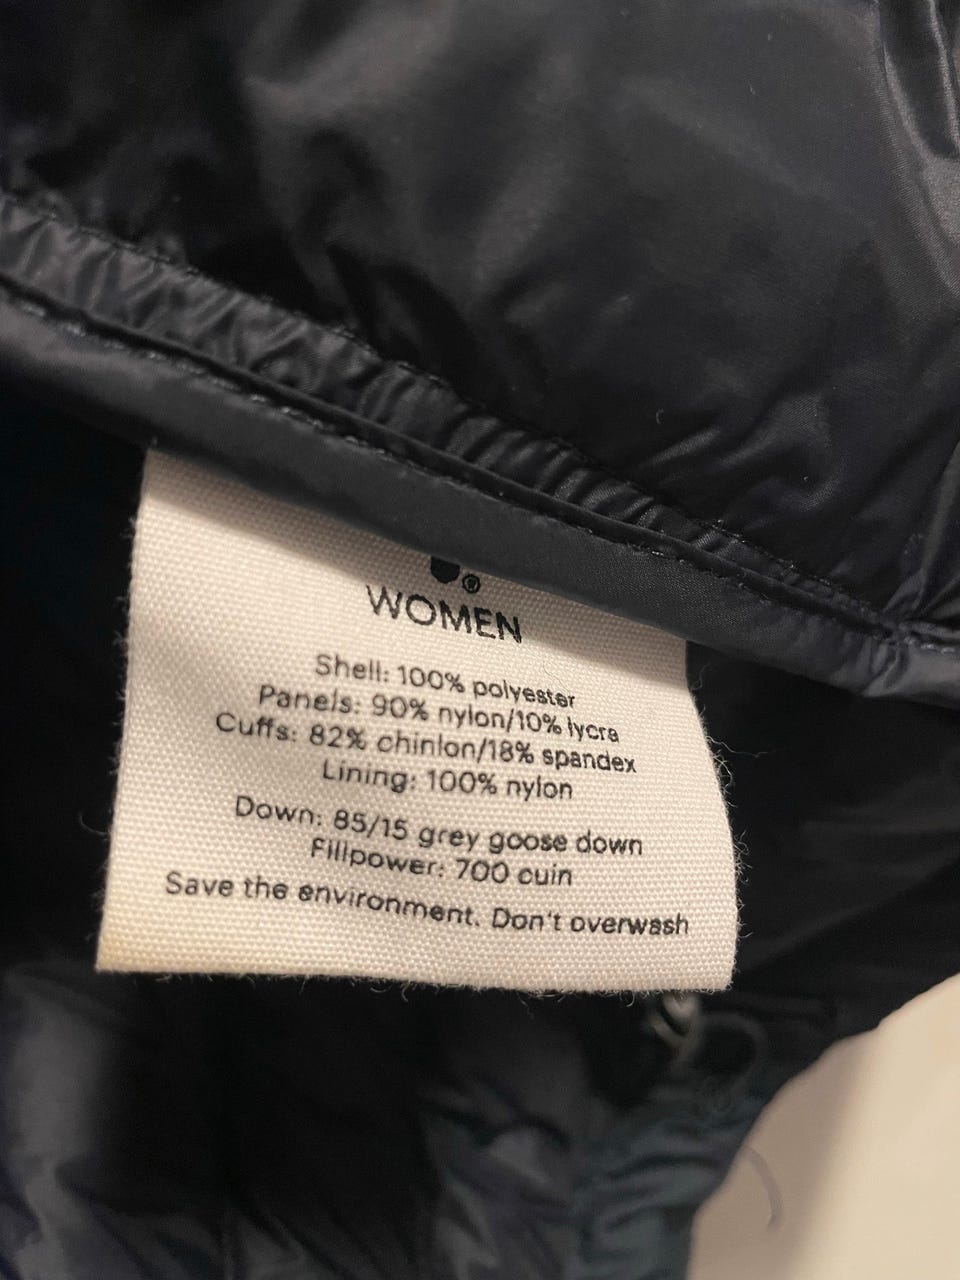 ®
WOMEN
Shell: 100% polyester
Panels: 90% nylon/10% lycra
Cuffs: 82% chinlon/18% spandex
Lining: 100% nylon
Down: 85/15 grey goose down
Fillpower: 700 cuin
Save the environment. Don't overwash